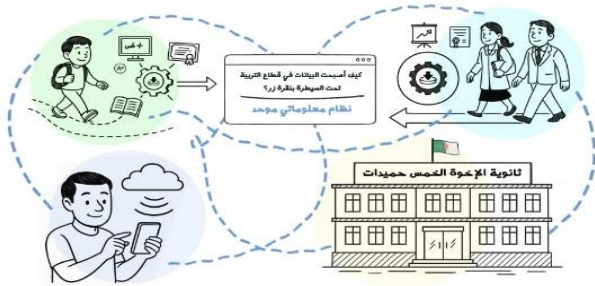 كيف أصبحت البيانات في قطاع التربية
تحت السيطرة بنقرة زر؟
نظام معلوماتي موحد
ثانوية الإخوة الخمس حميدات
A+